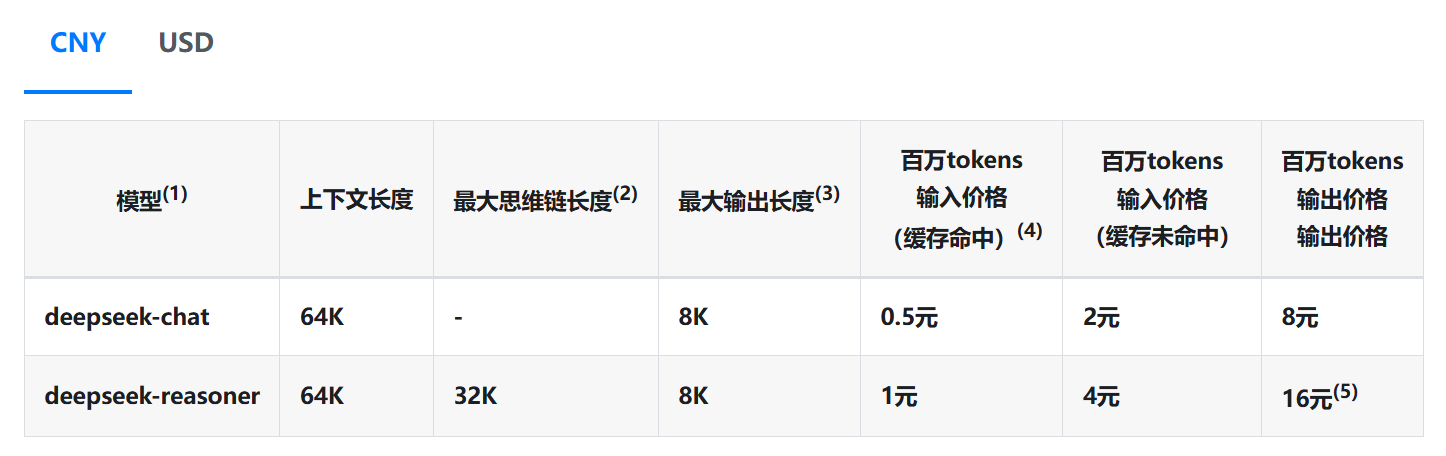 CNY USD
模型(1) 上下文长度 最大思维链长度(2) 最大输出长度(3) 百万tokens 输入价格 （缓存命中）(4) 百万tokens 输入价格 （缓存未命中） 百万tokens 输出价格 输出价格
deepseek-chat 64K - 8K 0.5元 2元 8元
deepseek-reasoner 64K 32K 8K 1元 4元 16元(5)